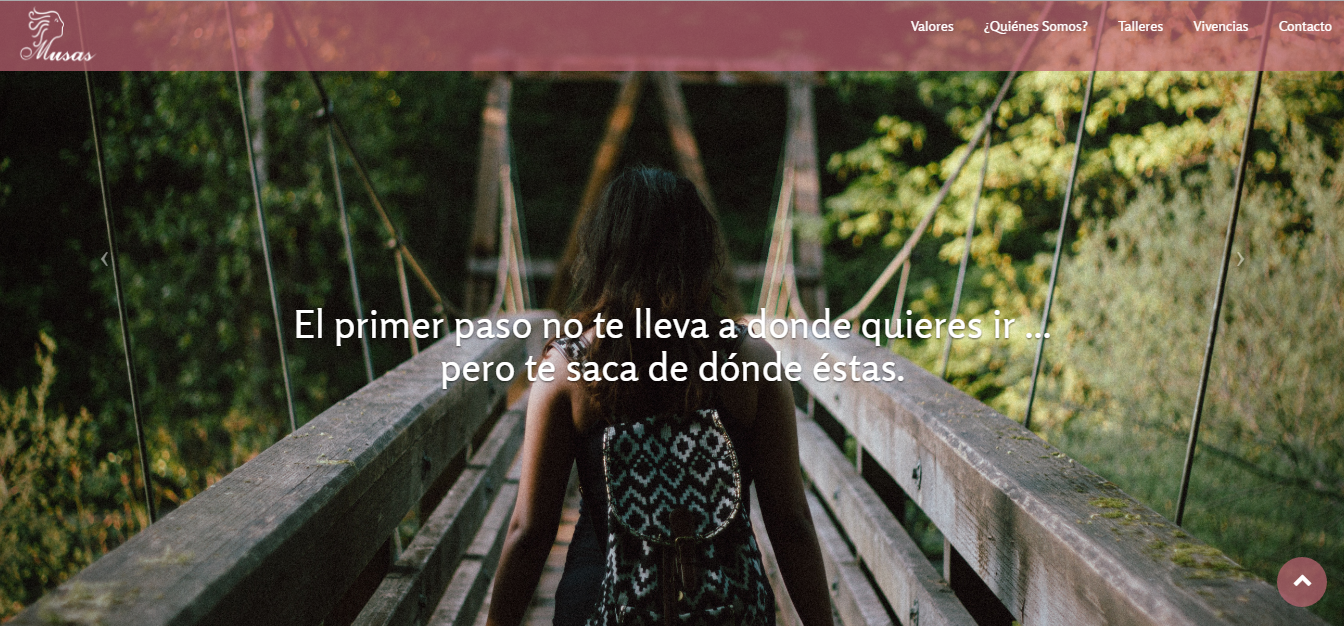 Musas
Valores
¿Quiénes Somos?
Talleres
Vivencias
Contacto
El primer paso no te lleva a donde quieres ir ...
pero te saca de dónde éstas.